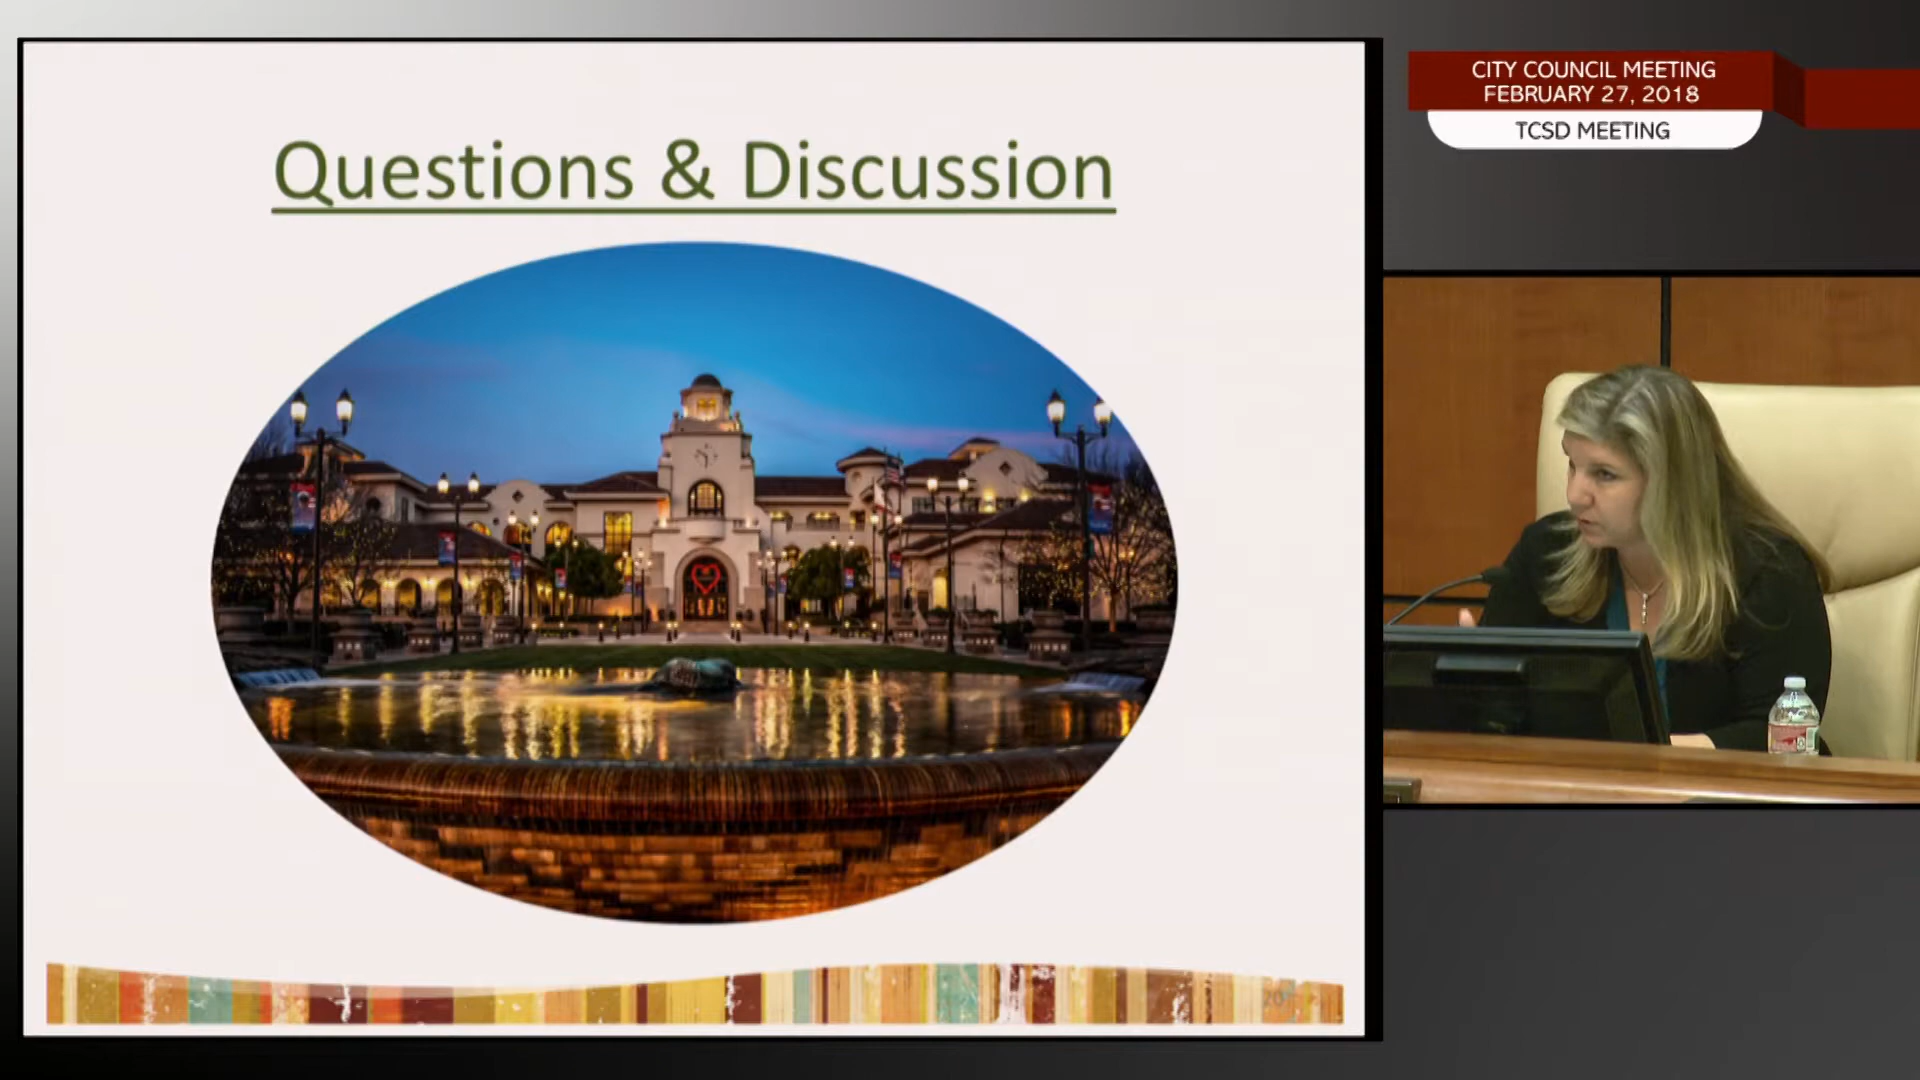 Questions & Discussion
CITY COUNCIL MEETING
FEBRUARY 27, 2018
TCSD MEETING